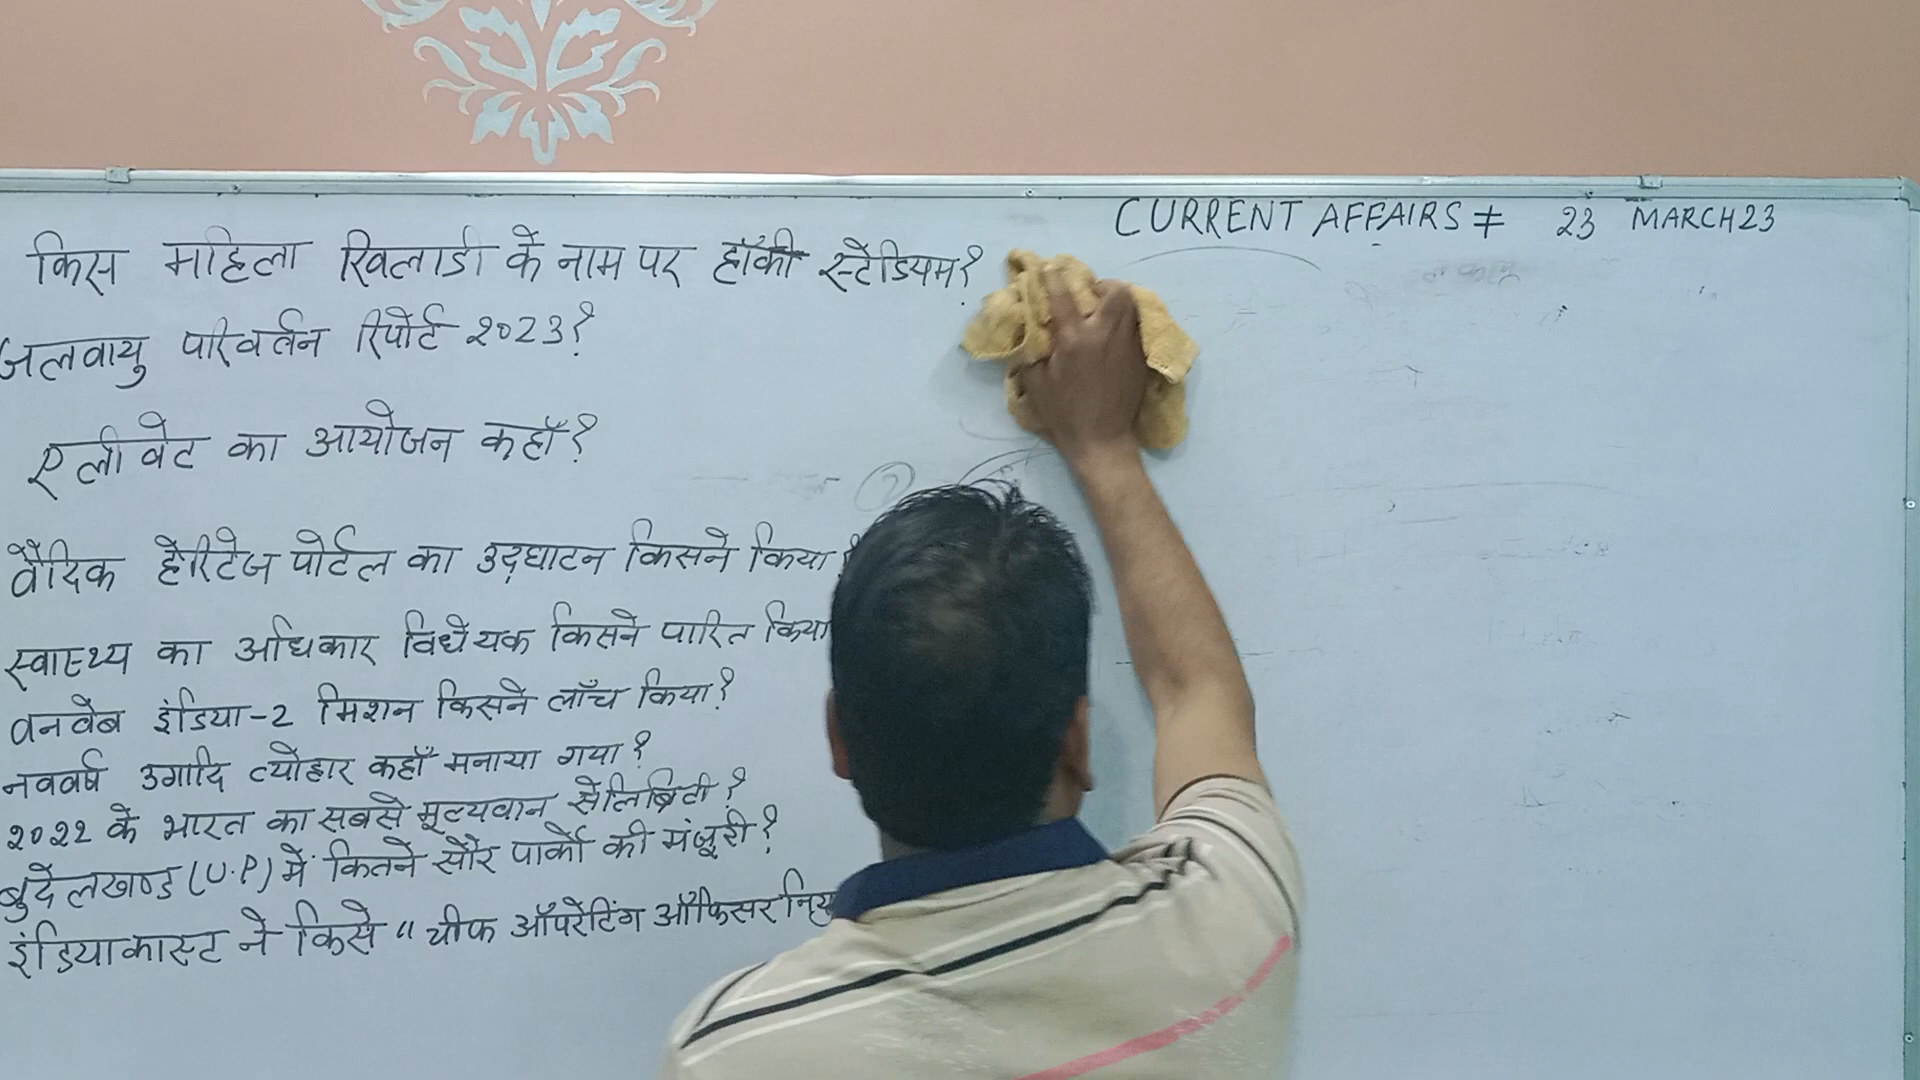 CURRENT AFFAIRS ≠ 23 MARCH 23
किस महिला खिलाडी के नाम पर हॉकी स्टेडियम?
जलवायु परिवर्तन रिपोर्ट 2023?
एलीवेट का आयोजन कहाँ?
वैदिक हेरिटेज पोर्टल का उद्घाटन किसने किया?
स्वास्थ्य का अधिकार विधेयक किसने पारित किया
वनवेब इंडिया-2 मिशन किसने लाँच किया?
नववर्ष उगादि त्योहार कहाँ मनाया गया?
2022 के भारत का सबसे मूल्यवान सेलिब्रिटी?
बुंदेलखण्ड (U.P) में कितने सौर पार्को की मंजूरी?
इंडियाकास्ट ने किसे "चीफ ऑपरेटिंग ऑफिसर